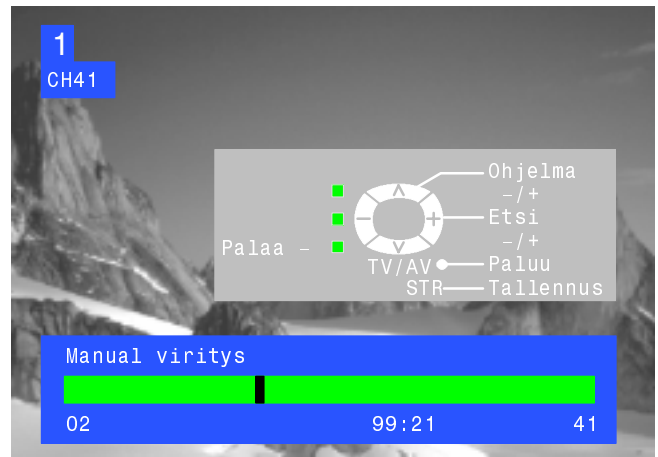 1
CH41
Ohjelma
–/+
Etsi
–/+
Palaa –
TV/AV Paluu
STR Tallennus
Manual viritys
02 99:21 41